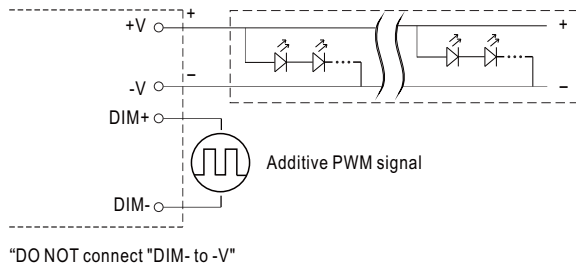 +V
+
+
-V
–
–
DIM+
Additive PWM signal
DIM-
“DO NOT connect "DIM- to -V"